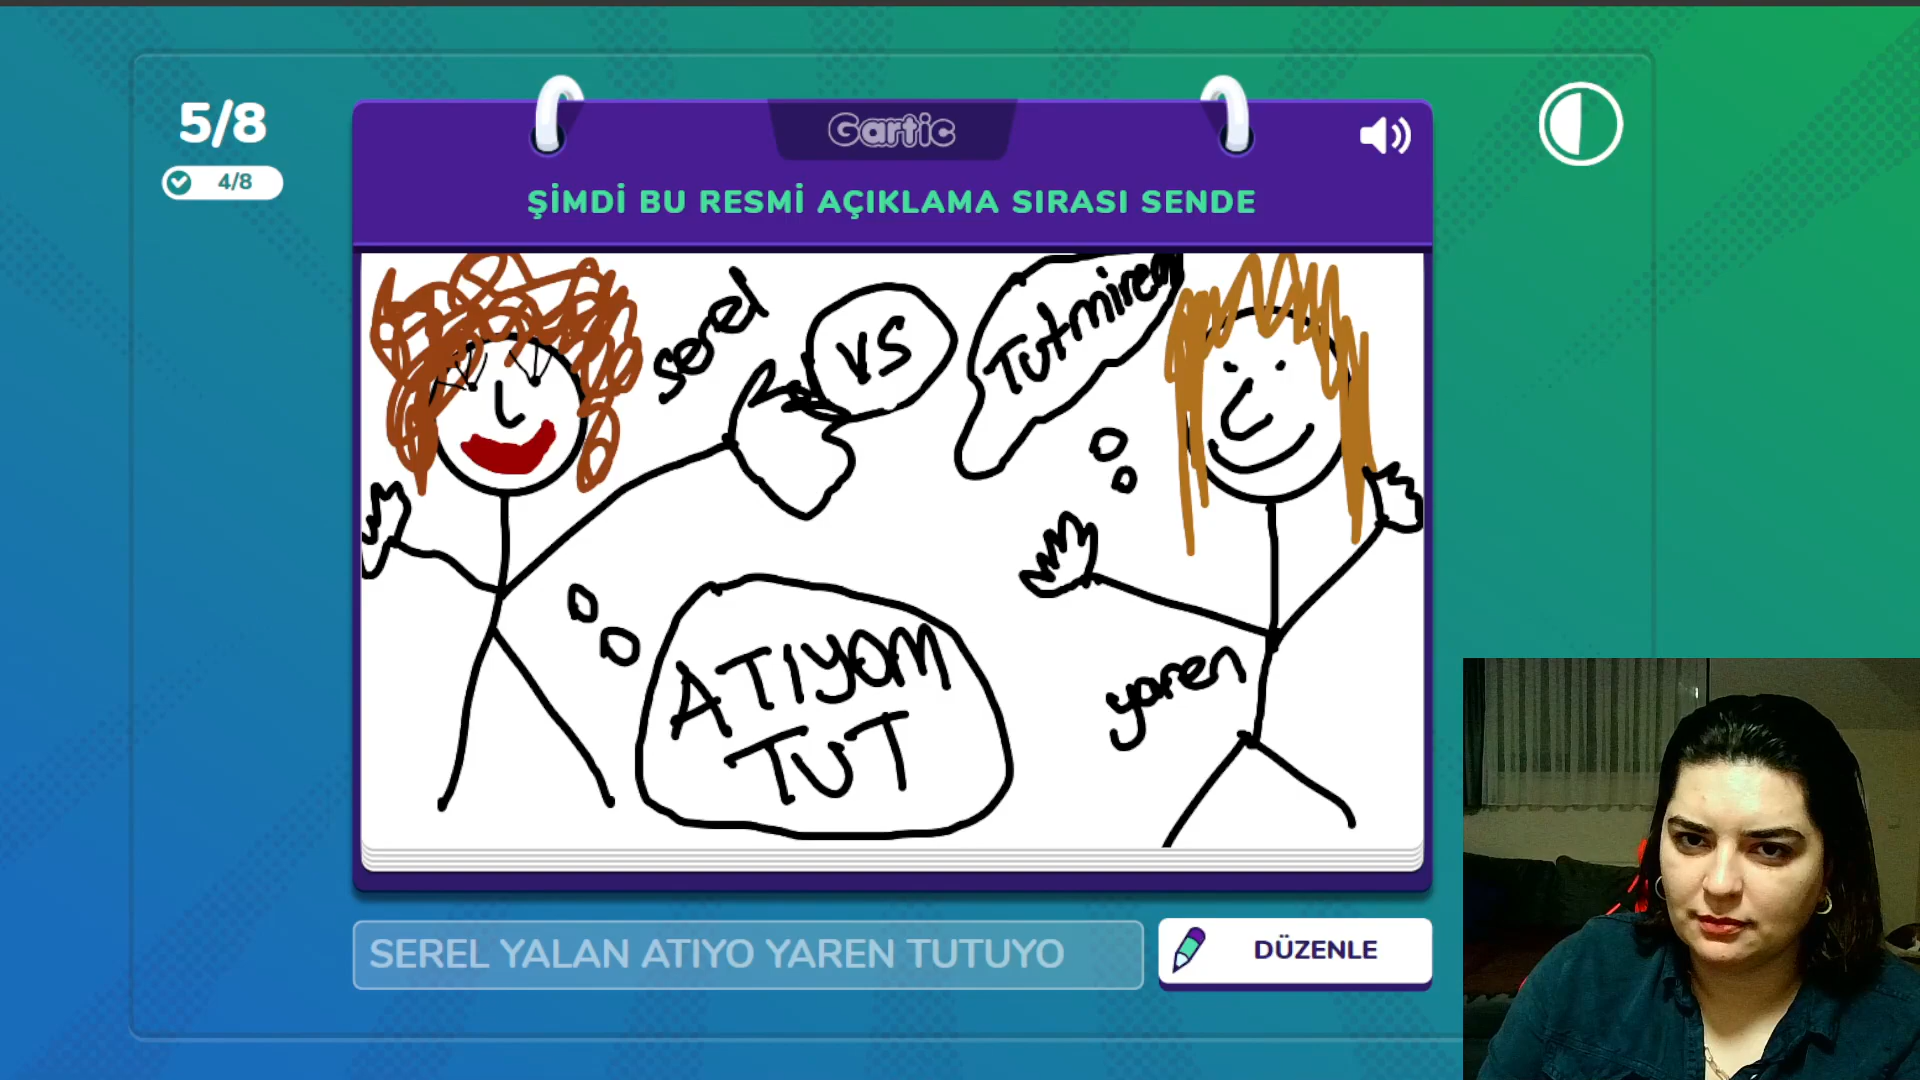 5/8
4/8
Gartic
ŞİMDİ BU RESMİ AÇIKLAMA SIRASI SENDE
serel
VS
Tutmirem
ATIYOM
TUT
yaren
SEREL YALAN ATIYO YAREN TUTUYO
DÜZENLE